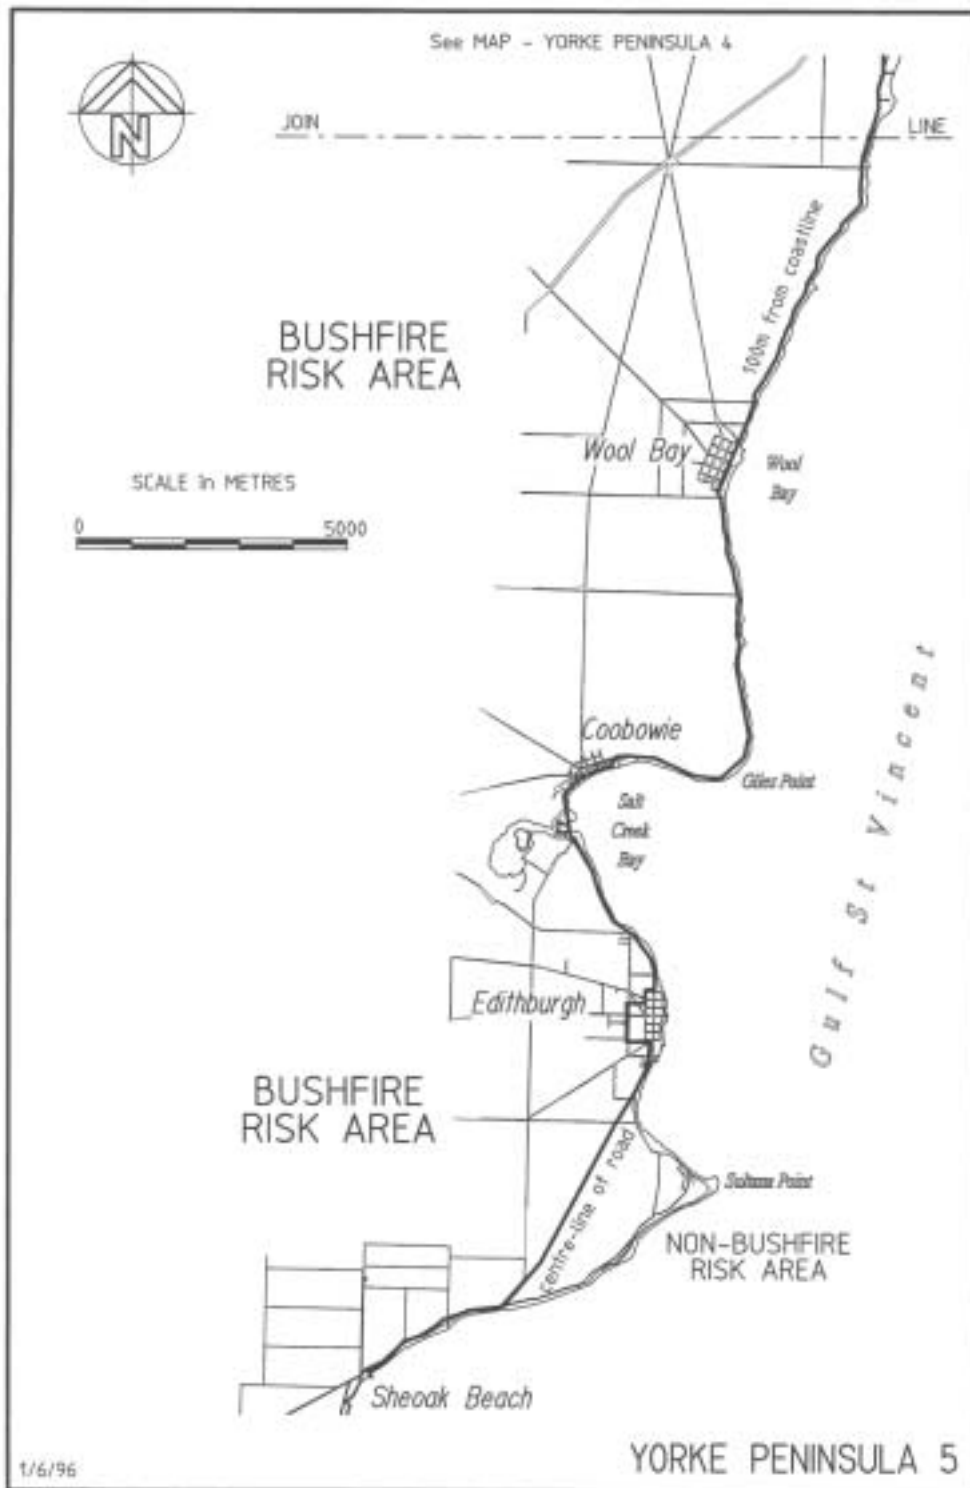 See MAP - YORKE PENINSULA 4
N
JOIN
LINE
100m from coastline
BUSHFIRE
RISK AREA
Wool Bay
Wool
Bay
SCALE in METRES
0
5000
Coobowie
Giles Point
Salt
Creek
Bay
Gulf St Vincent
Edithburgh
BUSHFIRE
RISK AREA
centre-line of road
Sultana Point
NON-BUSHFIRE
RISK AREA
Sheoak Beach
YORKE PENINSULA 5
1/6/96